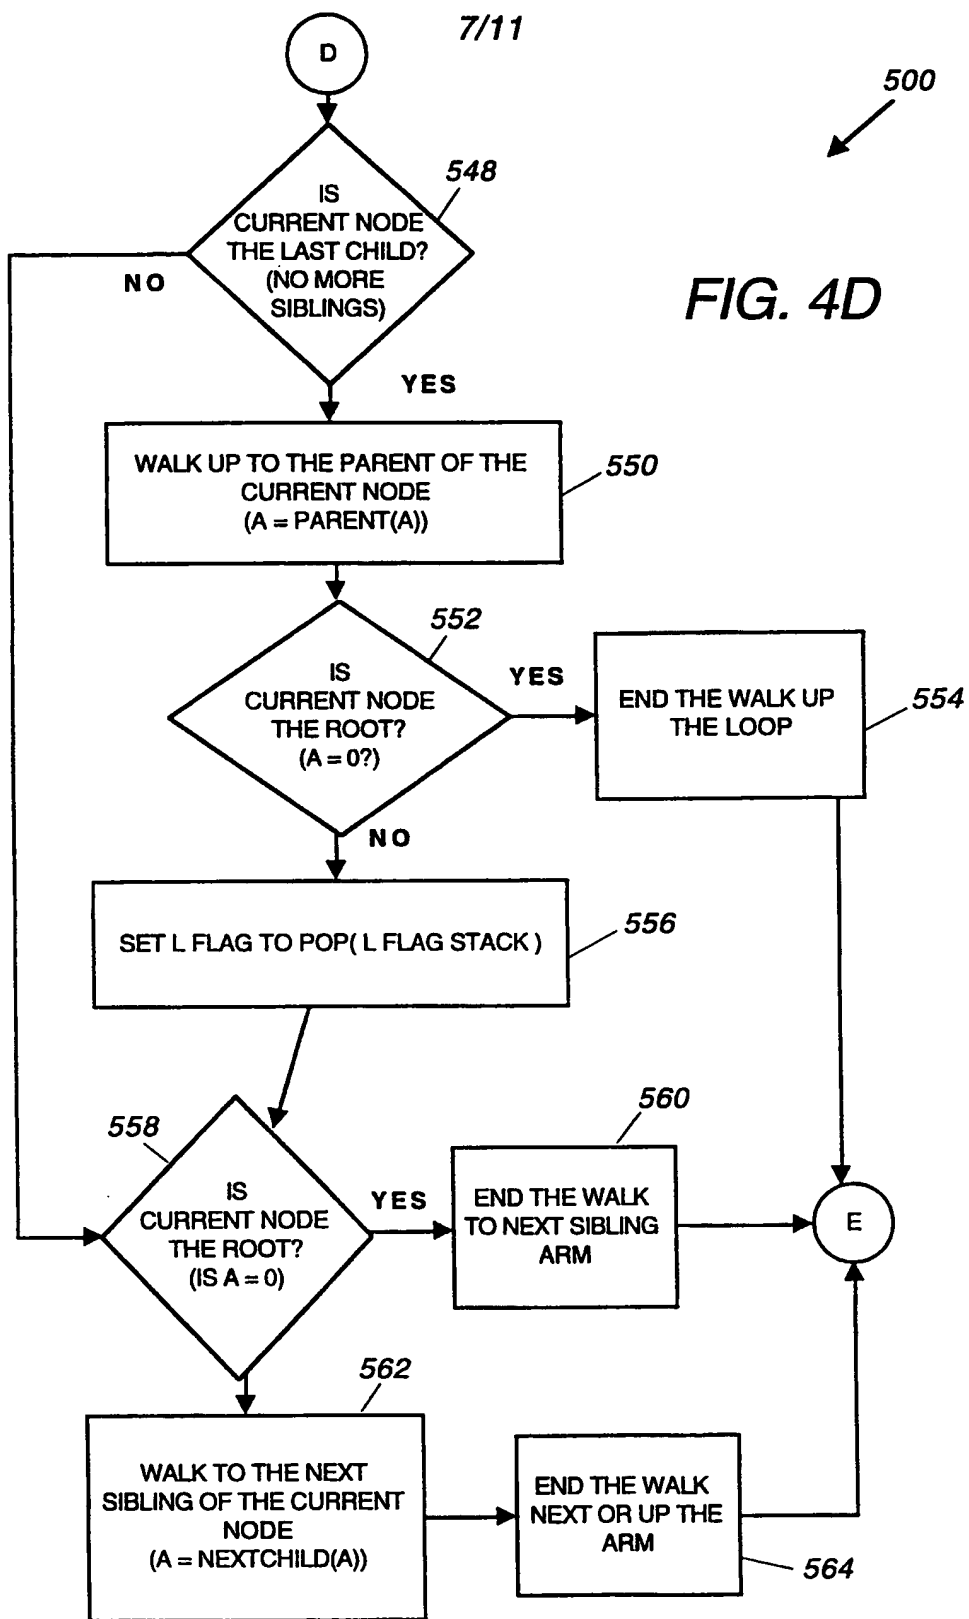 7/11
D
500
548
IS
CURRENT NODE
THE LAST CHILD?
(NO MORE
SIBLINGS)
NO
FIG. 4D
YES
WALK UP TO THE PARENT OF THE
CURRENT NODE
(A = PARENT(A))
550
552
IS
CURRENT NODE
THE ROOT?
(A = 0?)
YES
END THE WALK UP
THE LOOP
554
NO
SET L FLAG TO POP( L FLAG STACK )
556
558
IS
CURRENT NODE
THE ROOT?
(IS A = 0)
YES
560
END THE WALK
TO NEXT SIBLING
ARM
E
562
WALK TO THE NEXT
SIBLING OF THE CURRENT
NODE
(A = NEXTCHILD(A))
END THE WALK
NEXT OR UP THE
ARM
564